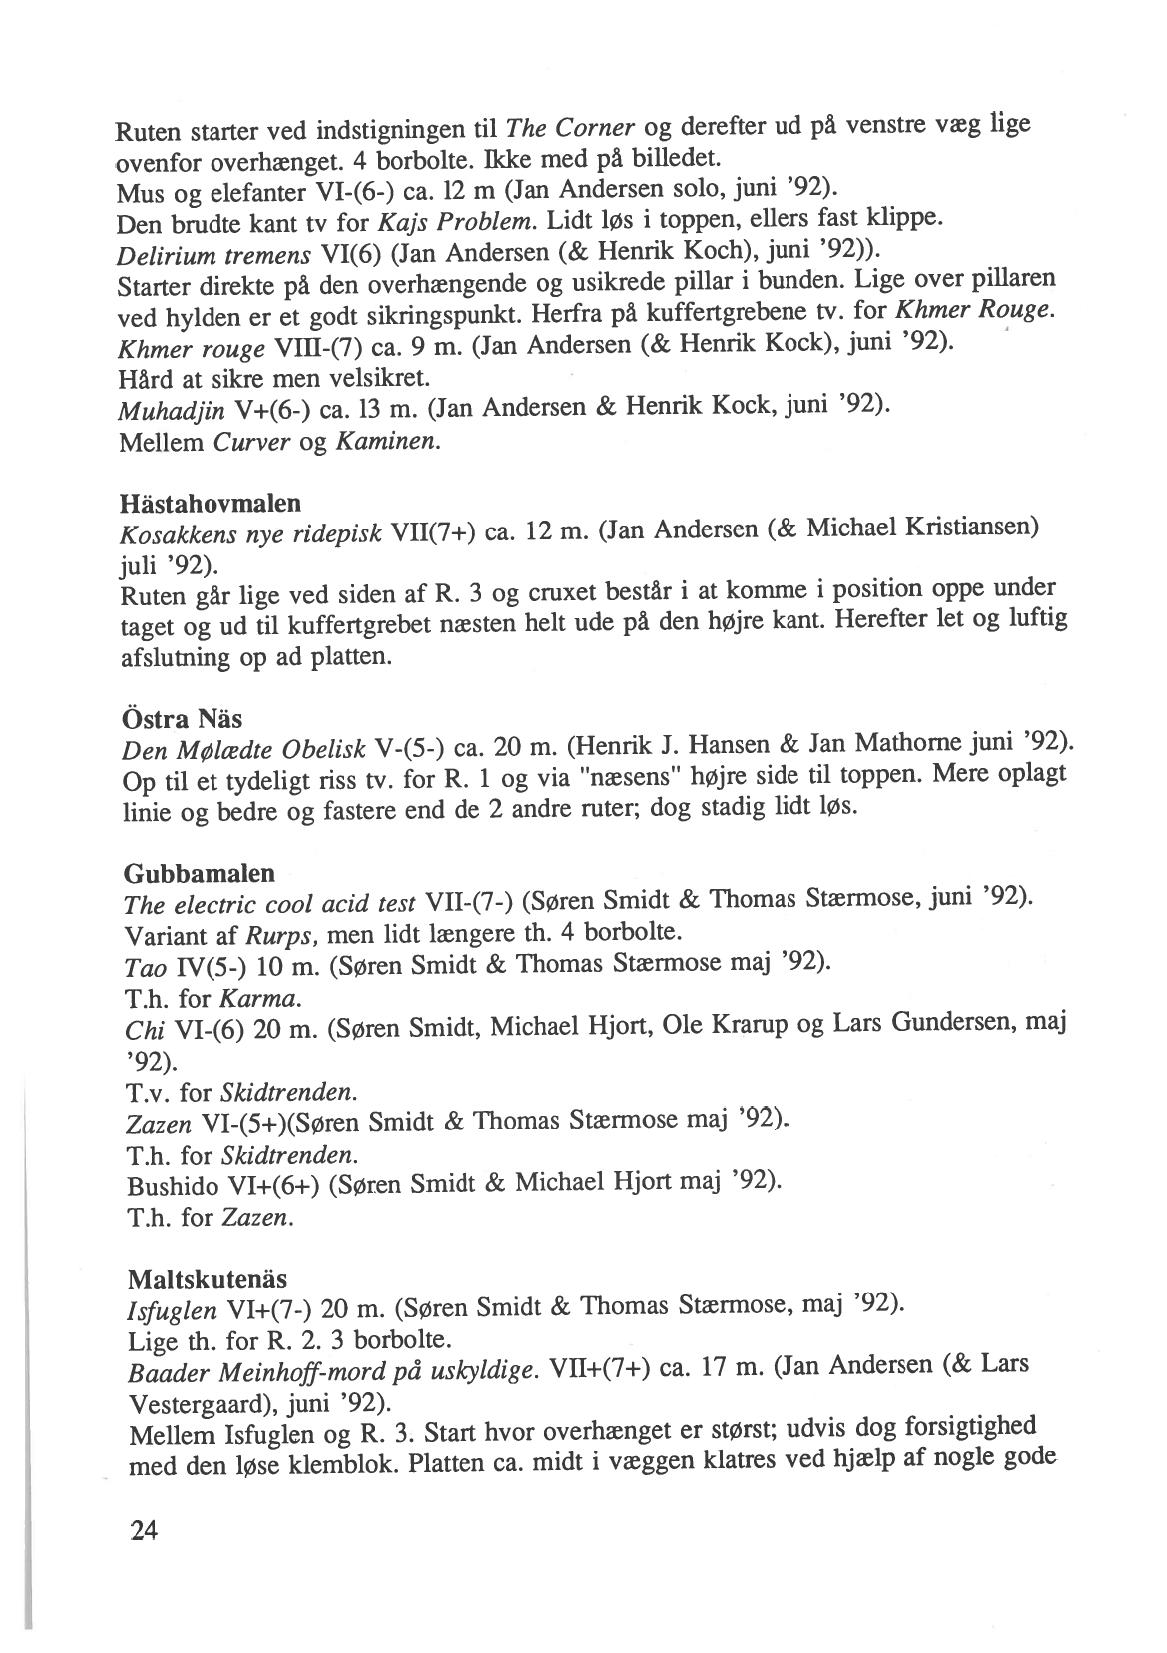 Ruten starter ved indstigningen til The Corner og derefter ud på venstre væg lige
ovenfor overhænget. 4 borbolte. Ikke med på billedet.
Mus og elefanter VI-(6-) ca. 12 m (Jan Andersen solo, juni '92).
Den brudte kant tv for Kajs Problem. Lidt løs i toppen, ellers fast klippe.
Delirium tremens VI(6) (Jan Andersen (& Henrik Koch), juni '92)).
Starter direkte på den overhængende og usikrede pillar i bunden. Lige over pillaren
ved hylden er et godt sikringspunkt. Herfra på kuffertgrebene tv. for Khmer Rouge.
Khmer rouge VIII-(7) ca. 9 m. (Jan Andersen (& Henrik Kock), juni '92).
Hård at sikre men velsikret.
Muhadjin V+(6-) ca. 13 m. (Jan Andersen & Henrik Kock, juni '92).
Mellem Curver og Kaminen.

Hästahovmalen
Kosakkens nye ridepisk VII(7+) ca. 12 m. (Jan Andersen (& Michael Kristiansen)
juli '92).
Ruten går lige ved siden af R. 3 og cruxet består i at komme i position oppe under
taget og ud til kuffertgrebet næsten helt ude på den højre kant. Herefter let og luftig
afslutning op ad platten.

Östra Näs
Den Mølædte Obelisk V-(5-) ca. 20 m. (Henrik J. Hansen & Jan Mathorne juni '92).
Op til et tydeligt riss tv. for R. 1 og via "næsens" højre side til toppen. Mere oplagt
linie og bedre og fastere end de 2 andre ruter; dog stadig lidt løs.

Gubbamalen
The electric cool acid test VII-(7-) (Søren Smidt & Thomas Stærmose, juni '92).
Variant af Rurps, men lidt længere th. 4 borbolte.
Tao IV(5-) 10 m. (Søren Smidt & Thomas Stærmose maj '92).
T.h. for Karma.
Chi VI-(6) 20 m. (Søren Smidt, Michael Hjort, Ole Krarup og Lars Gundersen, maj
'92).
T.v. for Skidtrenden.
Zazen VI-(5+)(Søren Smidt & Thomas Stærmose maj '92).
T.h. for Skidtrenden.
Bushido VI+(6+) (Søren Smidt & Michael Hjort maj '92).
T.h. for Zazen.

Maltskutenäs
Isfuglen VI+(7-) 20 m. (Søren Smidt & Thomas Stærmose, maj '92).
Lige th. for R. 2. 3 borbolte.
Baader Meinhoff-mord på uskyldige. VII+(7+) ca. 17 m. (Jan Andersen (& Lars
Vestergaard), juni '92).
Mellem Isfuglen og R. 3. Start hvor overhænget er størst; udvis dog forsigtighed
med den løse klemblok. Platten ca. midt i væggen klatres ved hjælp af nogle gode

24